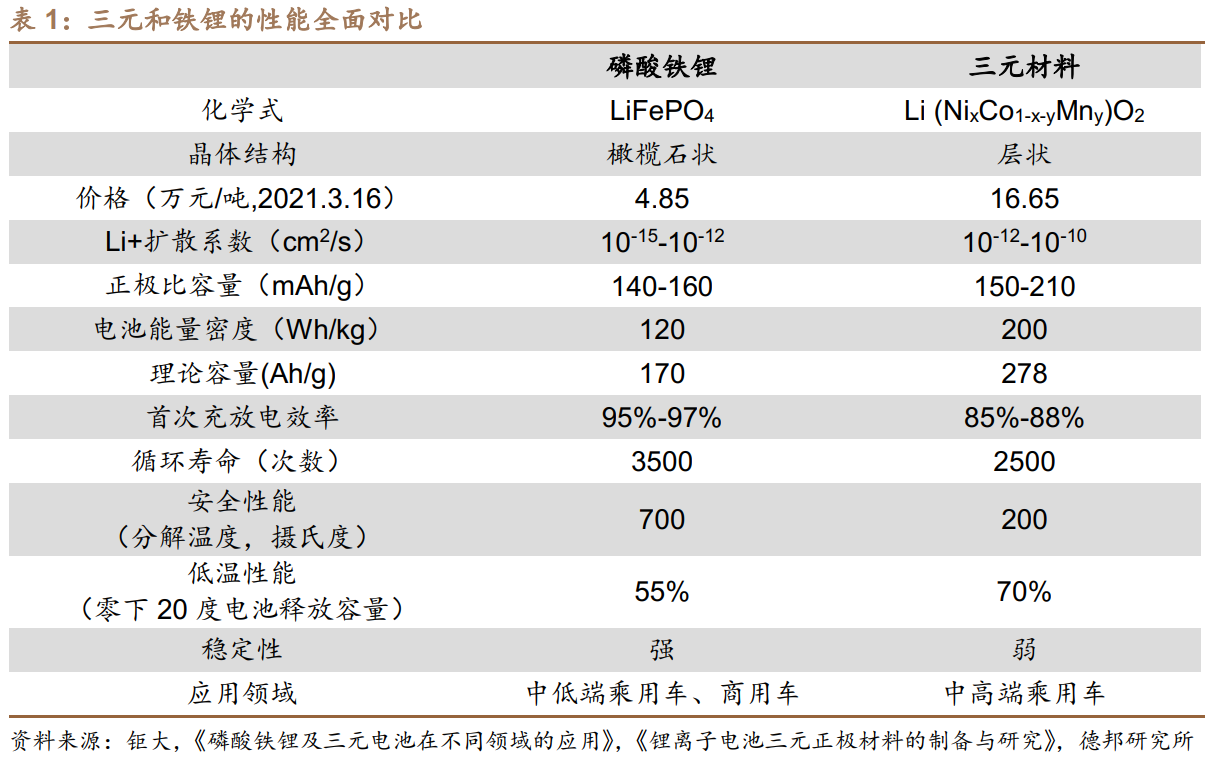 表 1：三元和铁锂的性能全面对比
磷酸铁锂 三元材料
化学式 LiFePO4 Li (NixCo1-x-yMny)O2
晶体结构 橄榄石状 层状
价格（万元/吨,2021.3.16） 4.85 16.65
Li+扩散系数（cm2/s） 10-15-10-12 10-12-10-10
正极比容量（mAh/g） 140-160 150-210
电池能量密度（Wh/kg） 120 200
理论容量(Ah/g) 170 278
首次充放电效率 95%-97% 85%-88%
循环寿命（次数） 3500 2500
安全性能
（分解温度，摄氏度） 700 200
低温性能
（零下 20 度电池释放容量） 55% 70%
稳定性 强 弱
应用领域 中低端乘用车、商用车 中高端乘用车
资料来源：钜大，《磷酸铁锂及三元电池在不同领域的应用》，《锂离子电池三元正极材料的制备与研究》，德邦研究所